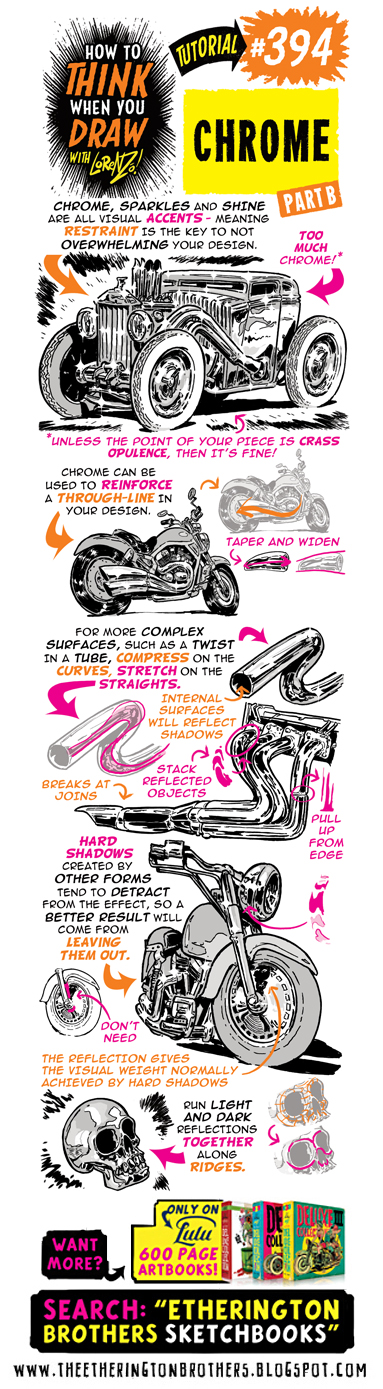 HOW TO
THINK
WHEN YOU
DRAW
WITH LORENZO!
TUTORIAL
#394
CHROME
PART B
CHROME, SPARKLES AND SHINE
ARE ALL VISUAL ACCENTS - MEANING
RESTRAINT IS THE KEY TO NOT
OVERWHELMING YOUR DESIGN.
TOO
MUCH
CHROME!*
*UNLESS THE POINT OF YOUR PIECE IS CRASS
OPULENCE, THEN IT'S FINE!
CHROME CAN BE
USED TO REINFORCE
A THROUGH-LINE IN
YOUR DESIGN.
TAPER AND WIDEN
FOR MORE COMPLEX
SURFACES, SUCH AS A TWIST
IN A TUBE, COMPRESS ON THE
CURVES, STRETCH ON THE
STRAIGHTS.
INTERNAL
SURFACES
WILL REFLECT
SHADOWS
STACK
REFLECTED
OBJECTS
BREAKS AT
JOINS
PULL
UP
FROM
EDGE
HARD
SHADOWS
CREATED BY
OTHER FORMS
TEND TO DETRACT
FROM THE EFFECT, SO A
BETTER RESULT WILL
COME FROM
LEAVING
THEM OUT.
DON'T
NEED
THE REFLECTION GIVES
THE VISUAL WEIGHT NORMALLY
ACHIEVED BY HARD SHADOWS
RUN LIGHT
AND DARK
REFLECTIONS
TOGETHER
ALONG
RIDGES.
WANT
MORE?
ONLY ON
Lulu
600 PAGE
ARTBOOKS!
DELUXE III
SEARCH: "ETHERINGTON
BROTHERS SKETCHBOOKS"
WWW.THEETHERINGTONBROTHERS.BLOGSPOT.COM